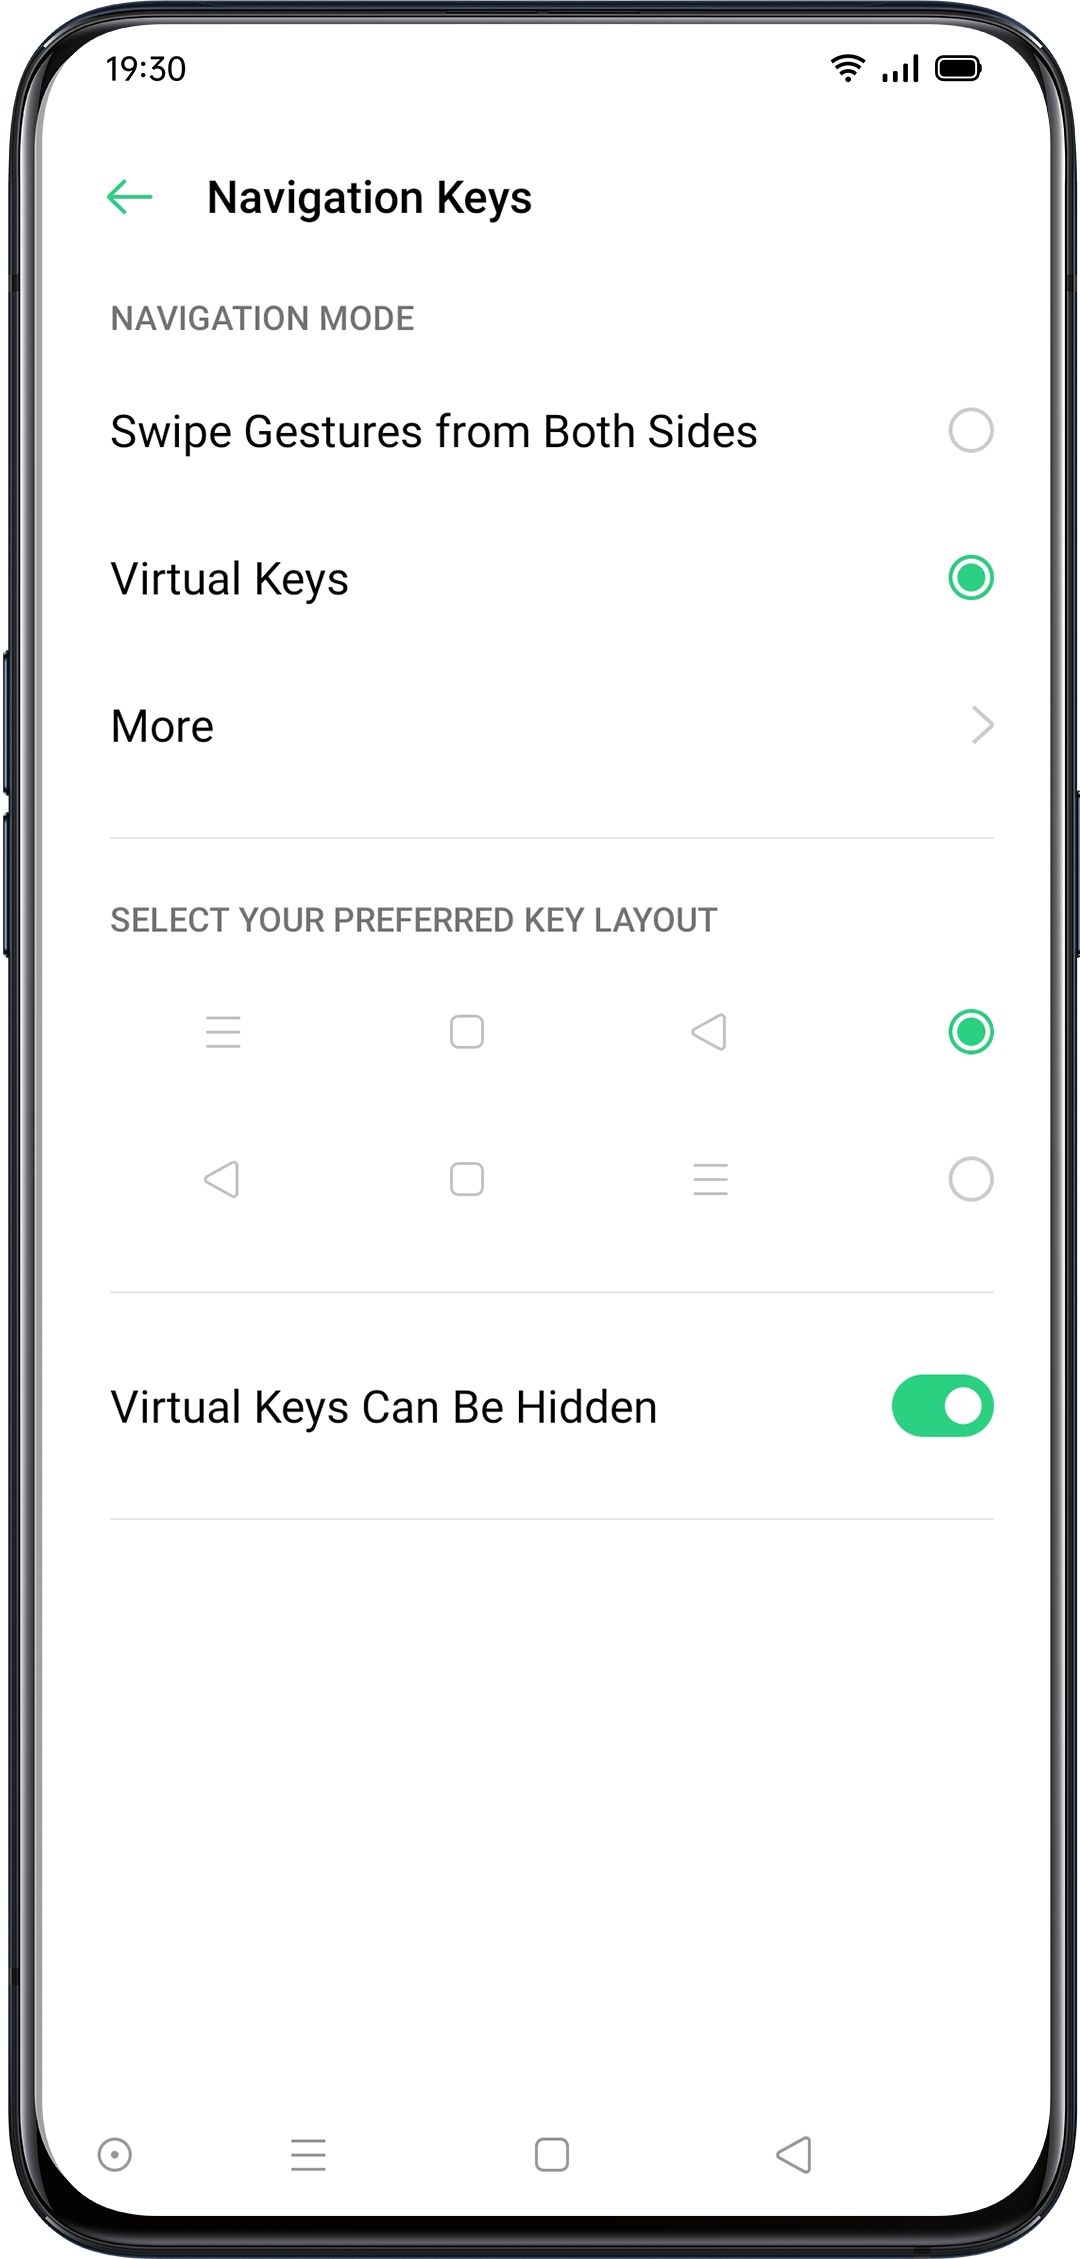 19:30
Navigation Keys
NAVIGATION MODE
Swipe Gestures from Both Sides
Virtual Keys
More
SELECT YOUR PREFERRED KEY LAYOUT
Virtual Keys Can Be Hidden